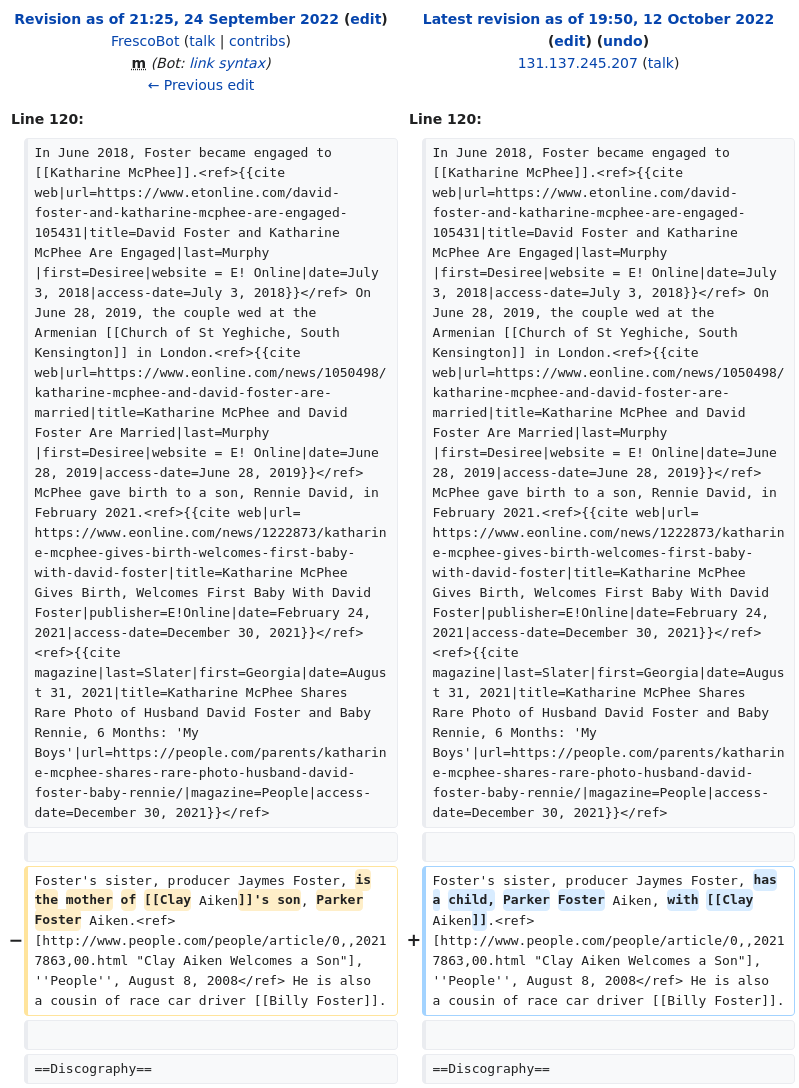 Revision as of 21:25, 24 September 2022 (edit)
FrescoBot (talk | contribs)
m (Bot: link syntax)
← Previous edit
Latest revision as of 19:50, 12 October 2022
(edit) (undo)
131.137.245.207 (talk)
Line 120:
In June 2018, Foster became engaged to
[[Katharine McPhee]].<ref>{{cite
web|url=https://www.etonline.com/david-
foster-and-katharine-mcphee-are-engaged-
105431|title=David Foster and Katharine
McPhee Are Engaged|last=Murphy
|first=Desiree|website = E! Online|date=July
3, 2018|access-date=July 3, 2018}}</ref> On
June 28, 2019, the couple wed at the
Armenian [[Church of St Yeghiche, South
Kensington]] in London.<ref>{{cite
web|url=https://www.eonline.com/news/1050498/
katharine-mcphee-and-david-foster-are-
married|title=Katharine McPhee and David
Foster Are Married|last=Murphy
|first=Desiree|website = E! Online|date=June
28, 2019|access-date=June 28, 2019}}</ref>
McPhee gave birth to a son, Rennie David, in
February 2021.<ref>{{cite web|url=
https://www.eonline.com/news/1222873/katharin
e-mcphee-gives-birth-welcomes-first-baby-
with-david-foster|title=Katharine McPhee
Gives Birth, Welcomes First Baby With David
Foster|publisher=E!Online|date=February 24,
2021|access-date=December 30, 2021}}</ref>
<ref>{{cite
magazine|last=Slater|first=Georgia|date=Augus
t 31, 2021|title=Katharine McPhee Shares
Rare Photo of Husband David Foster and Baby
Rennie, 6 Months: 'My
Boys'|url=https://people.com/parents/katharin
e-mcphee-shares-rare-photo-husband-david-
foster-baby-rennie/|magazine=People|access-
date=December 30, 2021}}</ref>
−
Foster's sister, producer Jaymes Foster, is
the mother of [[Clay Aiken]]'s son, Parker
Foster Aiken.<ref>
[http://www.people.com/people/article/0,,2021
7863,00.html "Clay Aiken Welcomes a Son"],
''People'', August 8, 2008</ref> He is also
a cousin of race car driver [[Billy Foster]].
==Discography==
Line 120:
In June 2018, Foster became engaged to
[[Katharine McPhee]].<ref>{{cite
web|url=https://www.etonline.com/david-
foster-and-katharine-mcphee-are-engaged-
105431|title=David Foster and Katharine
McPhee Are Engaged|last=Murphy
|first=Desiree|website = E! Online|date=July
3, 2018|access-date=July 3, 2018}}</ref> On
June 28, 2019, the couple wed at the
Armenian [[Church of St Yeghiche, South
Kensington]] in London.<ref>{{cite
web|url=https://www.eonline.com/news/1050498/
katharine-mcphee-and-david-foster-are-
married|title=Katharine McPhee and David
Foster Are Married|last=Murphy
|first=Desiree|website = E! Online|date=June
28, 2019|access-date=June 28, 2019}}</ref>
McPhee gave birth to a son, Rennie David, in
February 2021.<ref>{{cite web|url=
https://www.eonline.com/news/1222873/katharin
e-mcphee-gives-birth-welcomes-first-baby-
with-david-foster|title=Katharine McPhee
Gives Birth, Welcomes First Baby With David
Foster|publisher=E!Online|date=February 24,
2021|access-date=December 30, 2021}}</ref>
<ref>{{cite
magazine|last=Slater|first=Georgia|date=Augus
t 31, 2021|title=Katharine McPhee Shares
Rare Photo of Husband David Foster and Baby
Rennie, 6 Months: 'My
Boys'|url=https://people.com/parents/katharin
e-mcphee-shares-rare-photo-husband-david-
foster-baby-rennie/|magazine=People|access-
date=December 30, 2021}}</ref>
+
Foster's sister, producer Jaymes Foster, has
a child, Parker Foster Aiken, with [[Clay
Aiken]].<ref>
[http://www.people.com/people/article/0,,2021
7863,00.html "Clay Aiken Welcomes a Son"],
''People'', August 8, 2008</ref> He is also
a cousin of race car driver [[Billy Foster]].
==Discography==